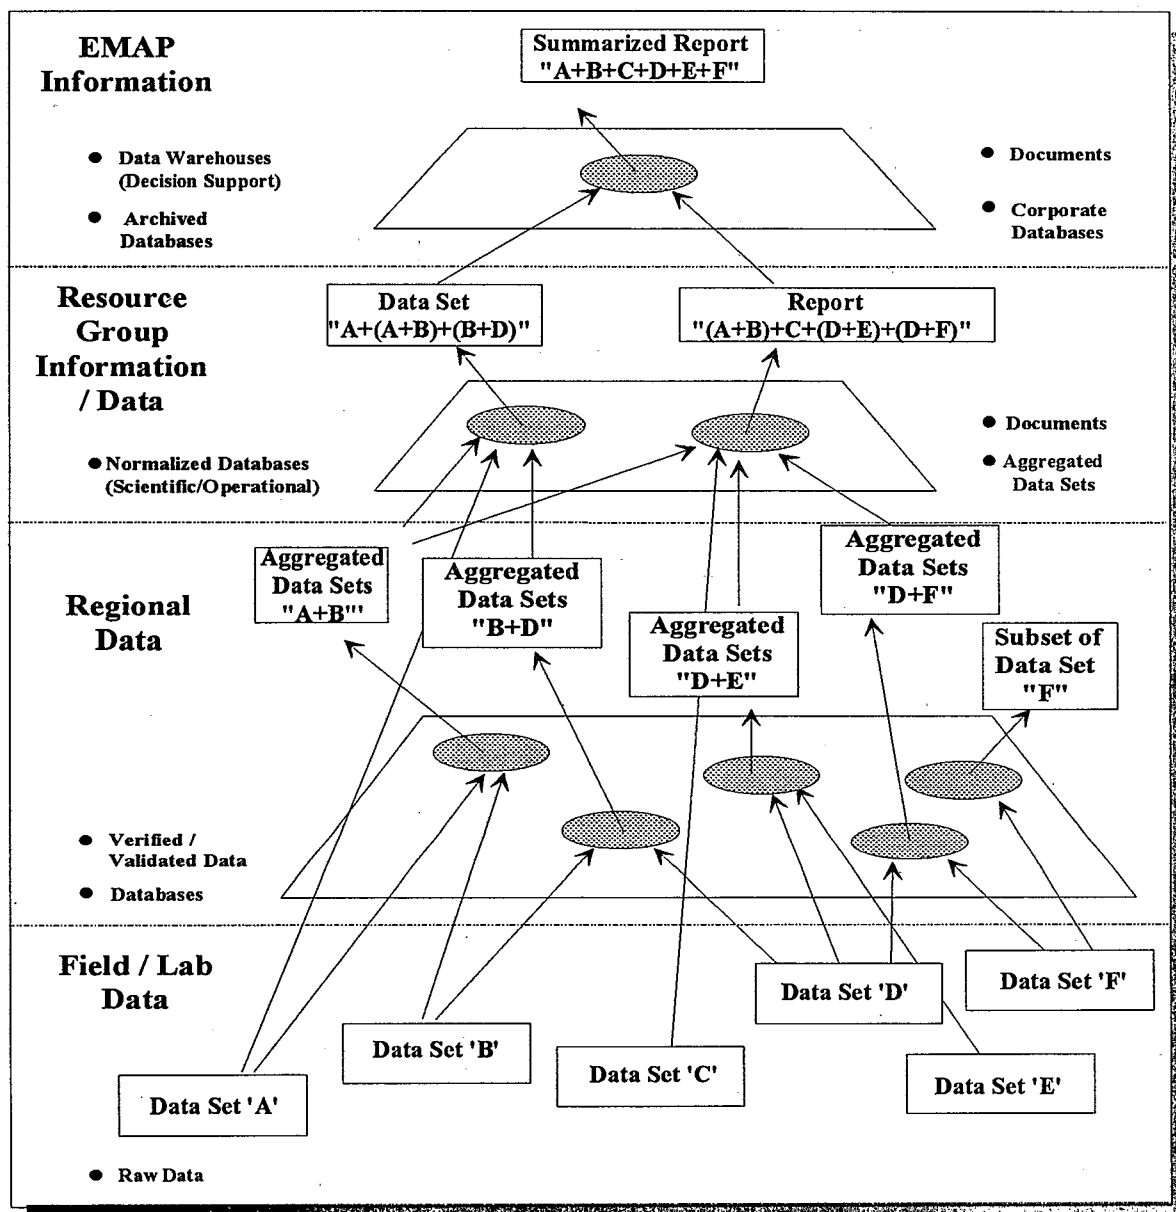 EMAP
Information
Summarized Report
"A+B+C+D+E+F"
● Data Warehouses
(Decision Support)
● Archived
Databases
● Documents
● Corporate
Databases
Resource
Group
Information
/ Data
Data Set
"A+(A+B)+(B+D)"
Report
"(A+B)+C+(D+E)+(D+F)"
● Normalized Databases
(Scientific/Operational)
● Documents
● Aggregated
Data Sets
Regional
Data
Aggregated
Data Sets
"A+B"'
Aggregated
Data Sets
"B+D"
Aggregated
Data Sets
"D+E"
Aggregated
Data Sets
"D+F"
Subset of
Data Set
"F"
● Verified /
Validated Data
● Databases
Field / Lab
Data
Data Set 'A'
Data Set 'B'
Data Set 'C'
Data Set 'D'
Data Set 'E'
Data Set 'F'
● Raw Data